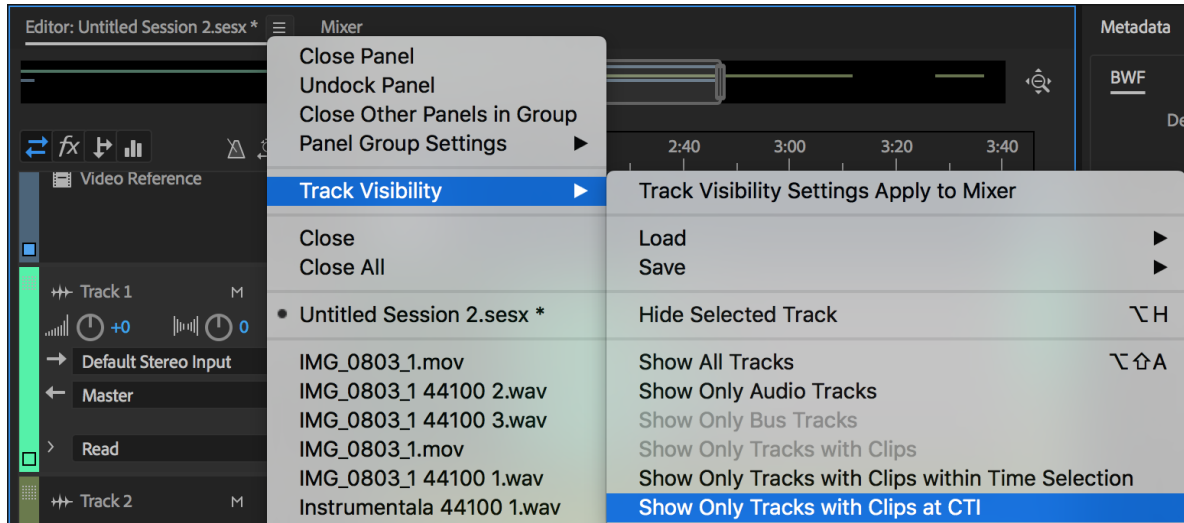 Editor: Untitled Session 2.sesx * ≡ Mixer
Metadata
Close Panel
Undock Panel
Close Other Panels in Group
Panel Group Settings ▶
Track Visibility ▶
Close
Close All
• Untitled Session 2.sesx *
IMG_0803_1.mov
IMG_0803_1 44100 2.wav
IMG_0803_1 44100 3.wav
IMG_0803_1.mov
IMG_0803_1 44100 1.wav
Instrumentala 44100 1.wav
BWF
De
fx
2:40 3:00 3:20 3:40
Video Reference
Track 1 M
+0 0
Default Stereo Input
Master
Read
Track 2 M
Track Visibility Settings Apply to Mixer
Load ▶
Save ▶
Hide Selected Track ⌥H
Show All Tracks ⌥⇧A
Show Only Audio Tracks
Show Only Bus Tracks
Show Only Tracks with Clips
Show Only Tracks with Clips within Time Selection
Show Only Tracks with Clips at CTI